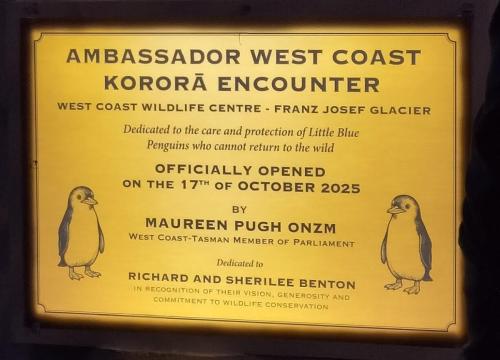 AMBASSADOR WEST COAST
KORORĀ ENCOUNTER
WEST COAST WILDLIFE CENTRE - FRANZ JOSEF GLACIER
Dedicated to the care and protection of Little Blue
Penguins who cannot return to the wild
OFFICIALLY OPENED
ON THE 17TH OF OCTOBER 2025
BY
MAUREEN PUGH ONZM
WEST COAST-TASMAN MEMBER OF PARLIAMENT
Dedicated to
RICHARD AND SHERILEE BENTON
IN RECOGNITION OF THEIR VISION, GENEROSITY AND
COMMITMENT TO WILDLIFE CONSERVATION